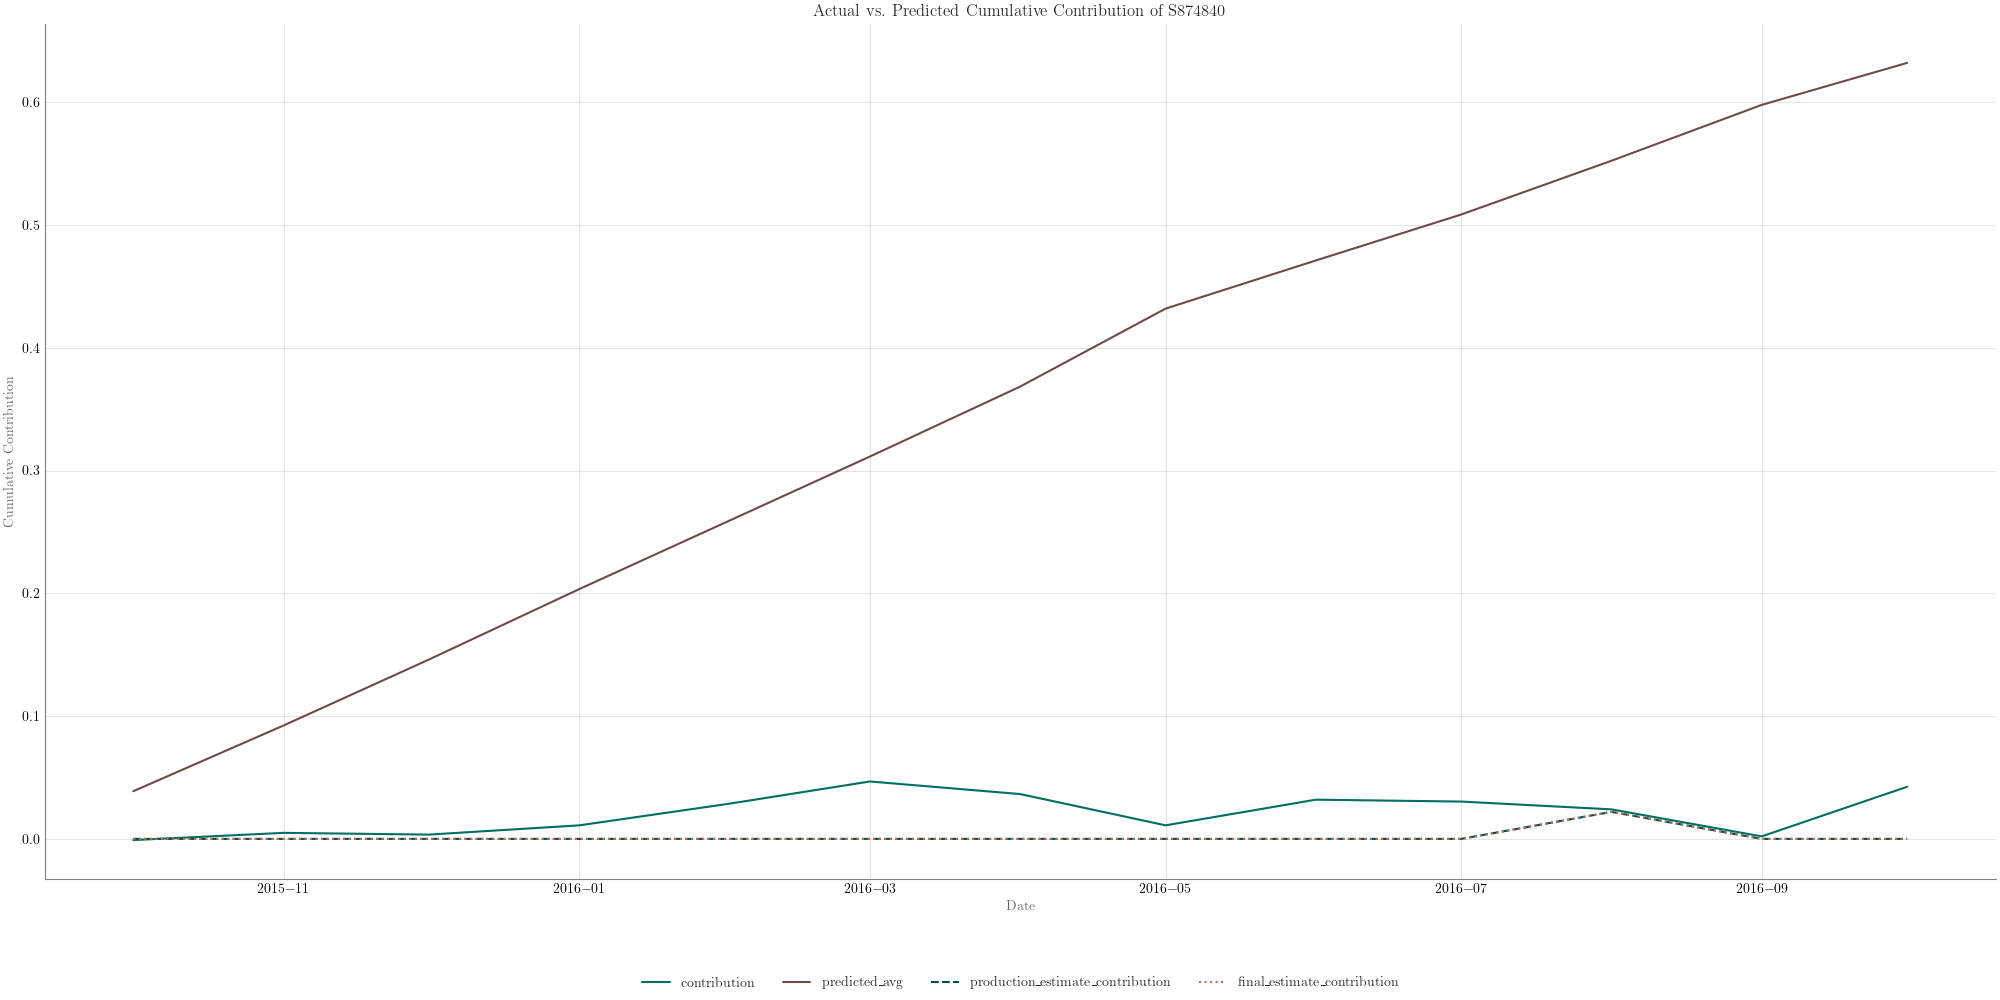 Actual vs. Predicted Cumulative Contribution of S874840
0.6
0.5
0.4
0.3
0.2
0.1
0.0
Cumulative Contribution
2015−11 2016−01 2016−03 2016−05 2016−07 2016−09
Date
contribution predicted_avg production_estimate_contribution final_estimate_contribution